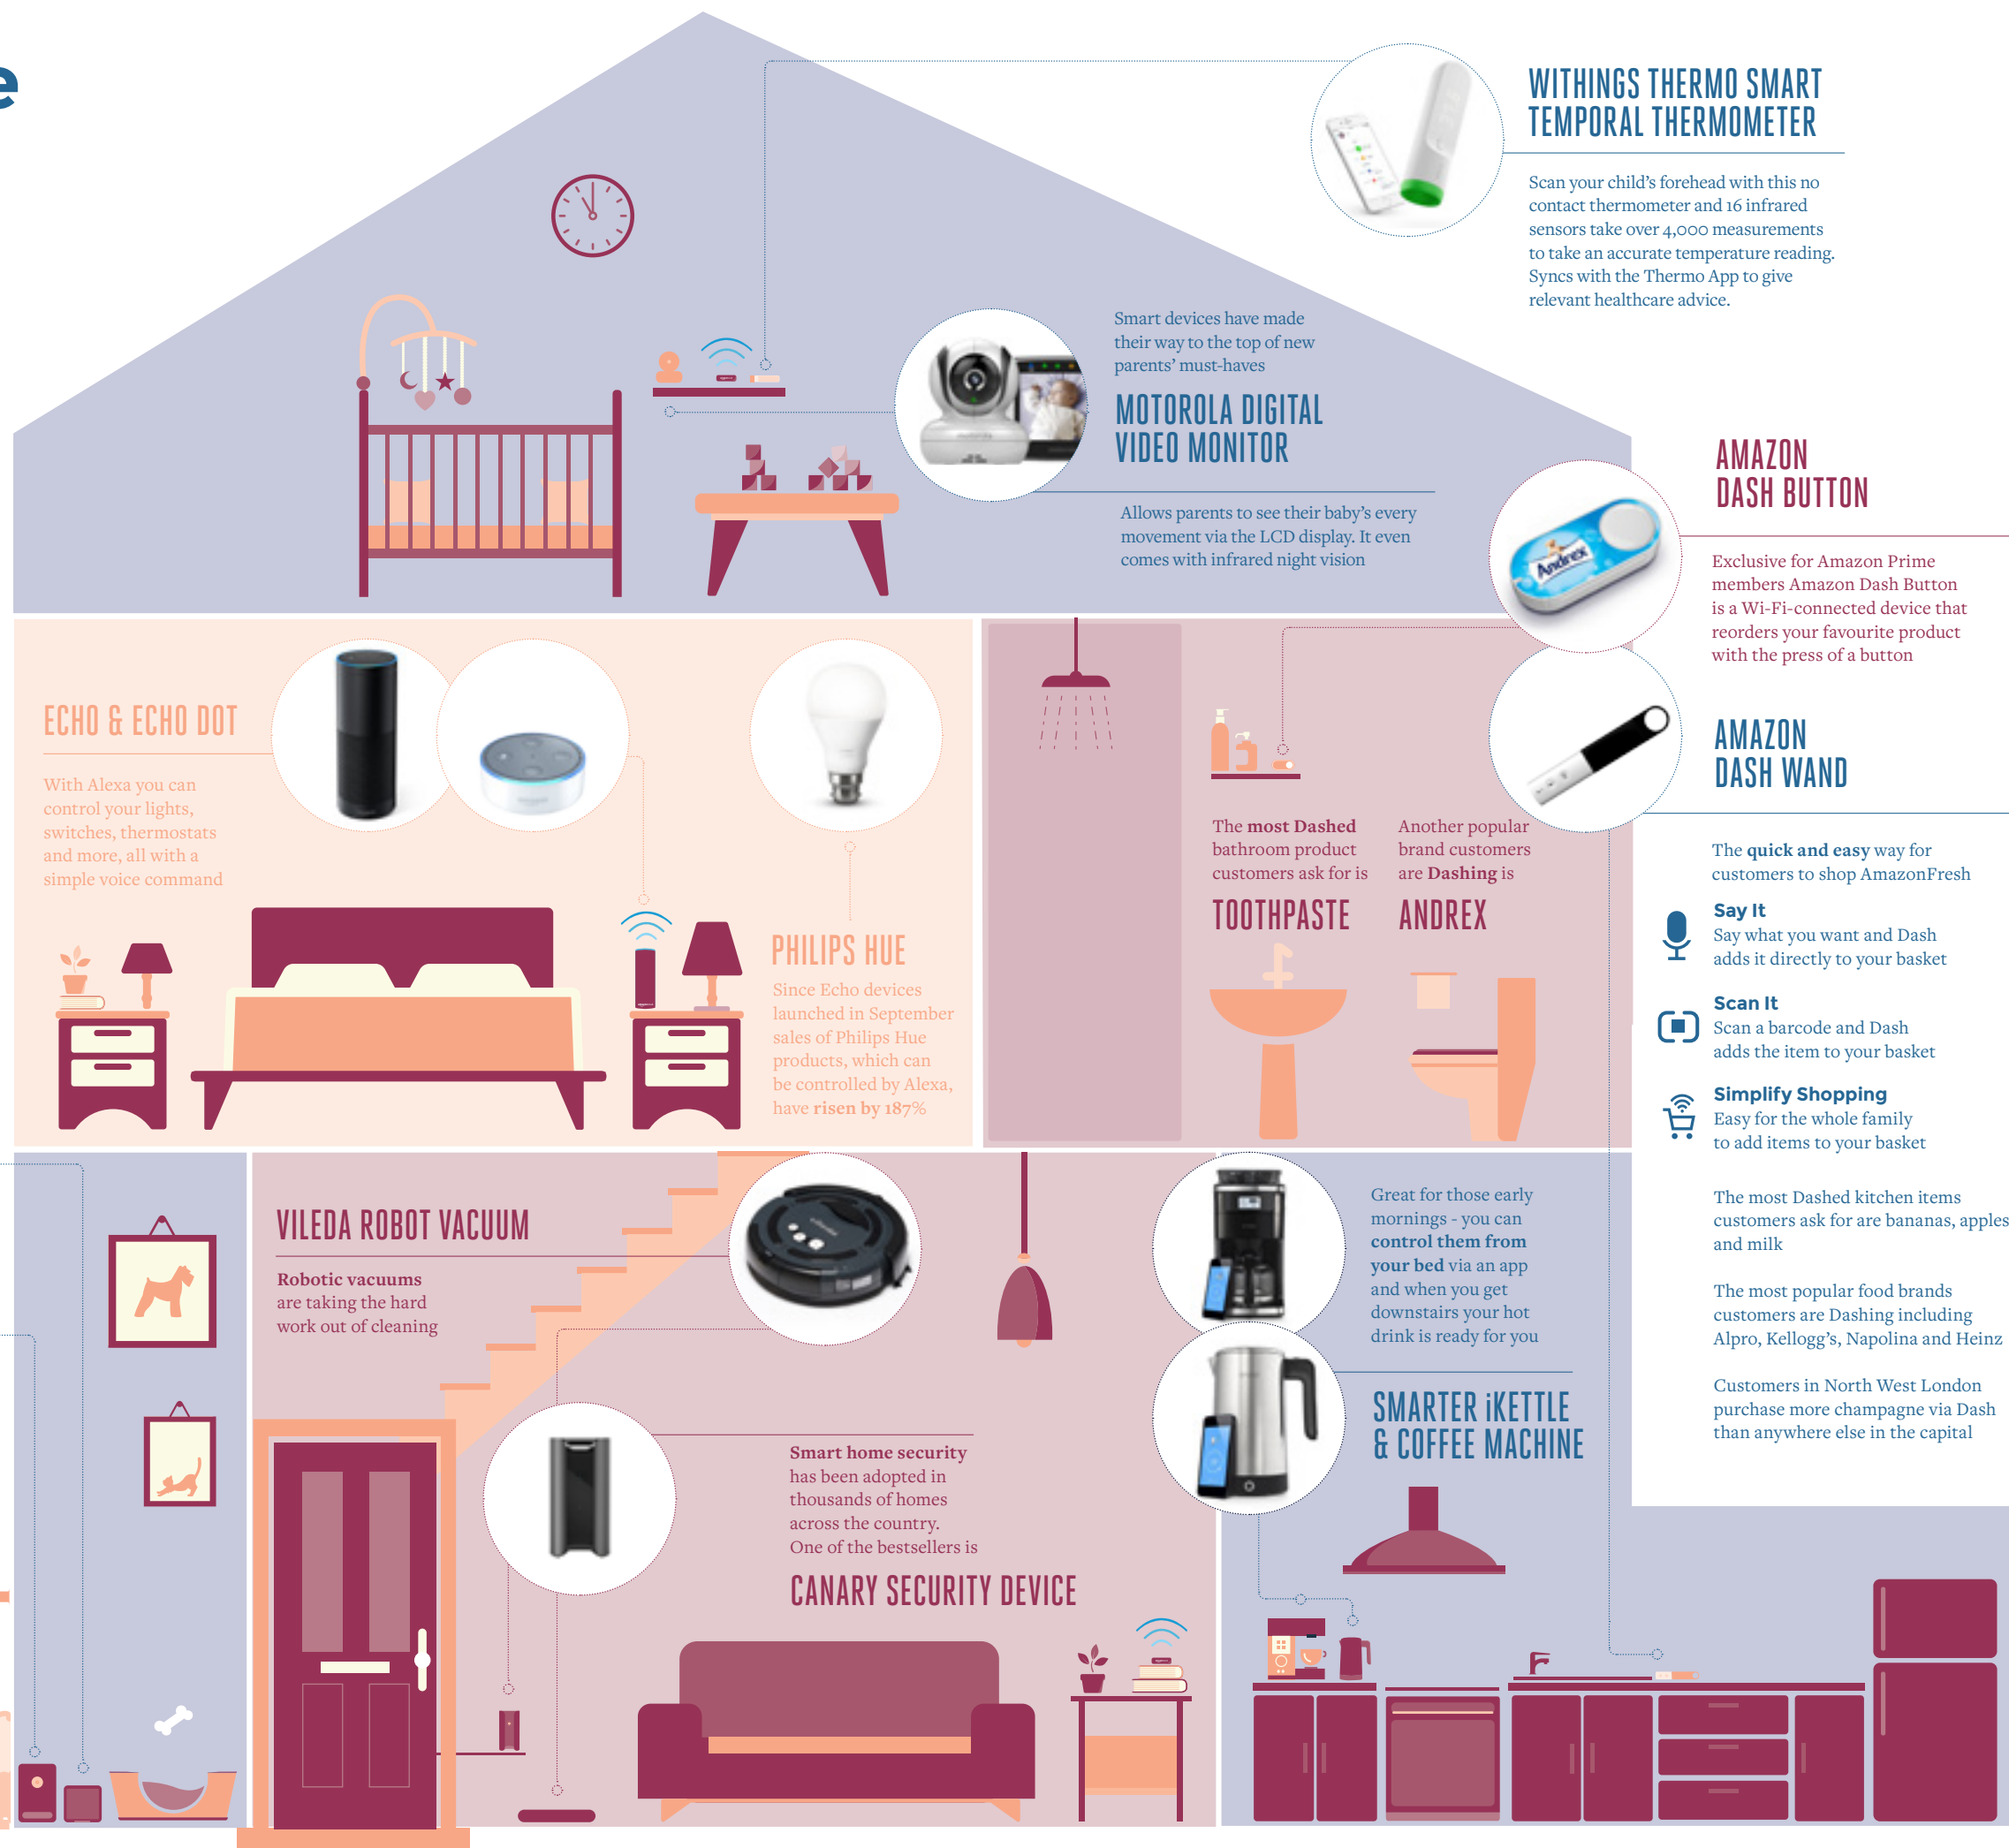 e
WITHINGS THERMO SMART
TEMPORAL THERMOMETER
Scan your child's forehead with this no
contact thermometer and 16 infrared
sensors take over 4,000 measurements
to take an accurate temperature reading.
Syncs with the Thermo App to give
relevant healthcare advice.
Smart devices have made
their way to the top of new
parents' must-haves
MOTOROLA DIGITAL
VIDEO MONITOR
Allows parents to see their baby's every
movement via the LCD display. It even
comes with infrared night vision
AMAZON
DASH BUTTON
Andrex
Exclusive for Amazon Prime
members Amazon Dash Button
is a Wi-Fi-connected device that
reorders your favourite product
with the press of a button
ECHO & ECHO DOT
With Alexa you can
control your lights,
switches, thermostats
and more, all with a
simple voice command
PHILIPS HUE
Since Echo devices
launched in September
sales of Philips Hue
products, which can
be controlled by Alexa,
have risen by 187%
The most Dashed
bathroom product
customers ask for is
TOOTHPASTE
Another popular
brand customers
are Dashing is
ANDREX
AMAZON
DASH WAND
The quick and easy way for
customers to shop AmazonFresh
Say It
Say what you want and Dash
adds it directly to your basket
Scan It
Scan a barcode and Dash
adds the item to your basket
Simplify Shopping
Easy for the whole family
to add items to your basket
The most Dashed kitchen items
customers ask for are bananas, apples
and milk
The most popular food brands
customers are Dashing including
Alpro, Kellogg's, Napolina and Heinz
Customers in North West London
purchase more champagne via Dash
than anywhere else in the capital
VILEDA ROBOT VACUUM
Robotic vacuums
are taking the hard
work out of cleaning
Smart home security
has been adopted in
thousands of homes
across the country.
One of the bestsellers is
CANARY SECURITY DEVICE
Great for those early
mornings - you can
control them from
your bed via an app
and when you get
downstairs your hot
drink is ready for you
SMARTER iKETTLE
& COFFEE MACHINE